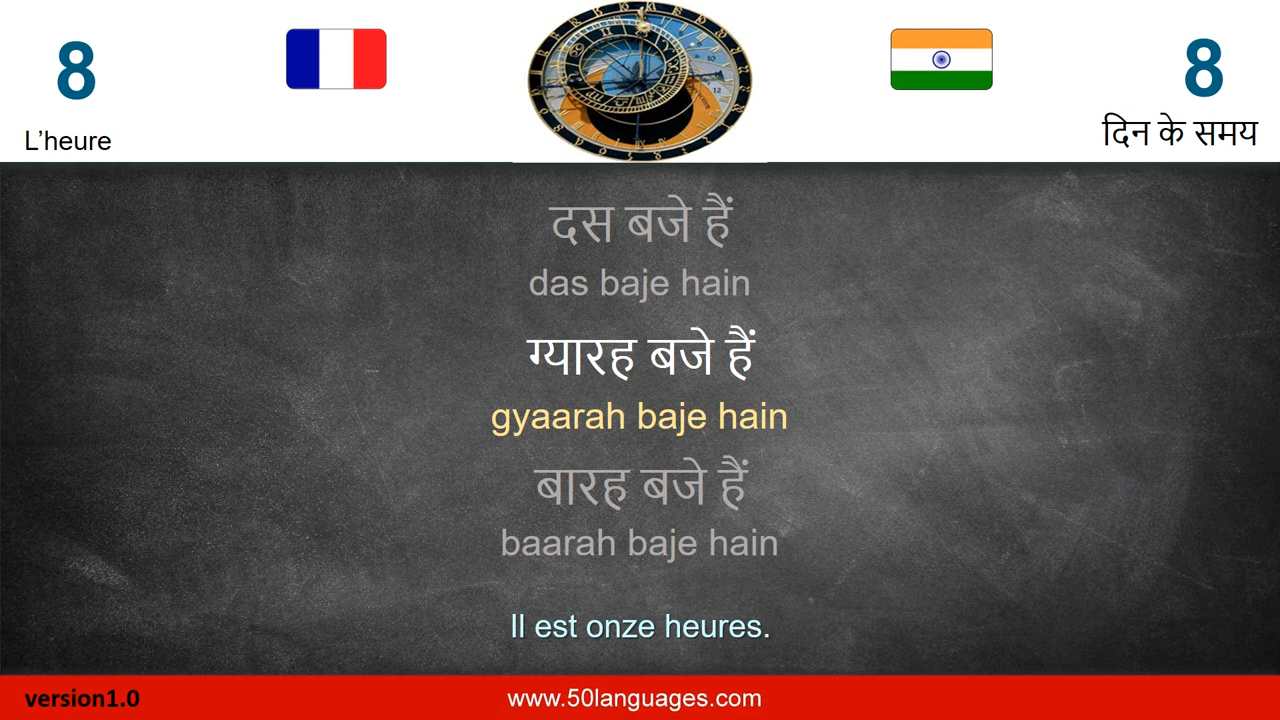 8
8
L’heure
दिन के समय
दस बजे हैं
das baje hain
ग्यारह बजे हैं
gyaarah baje hain
बारह बजे हैं
baarah baje hain
Il est onze heures.
version1.0
www.50languages.com